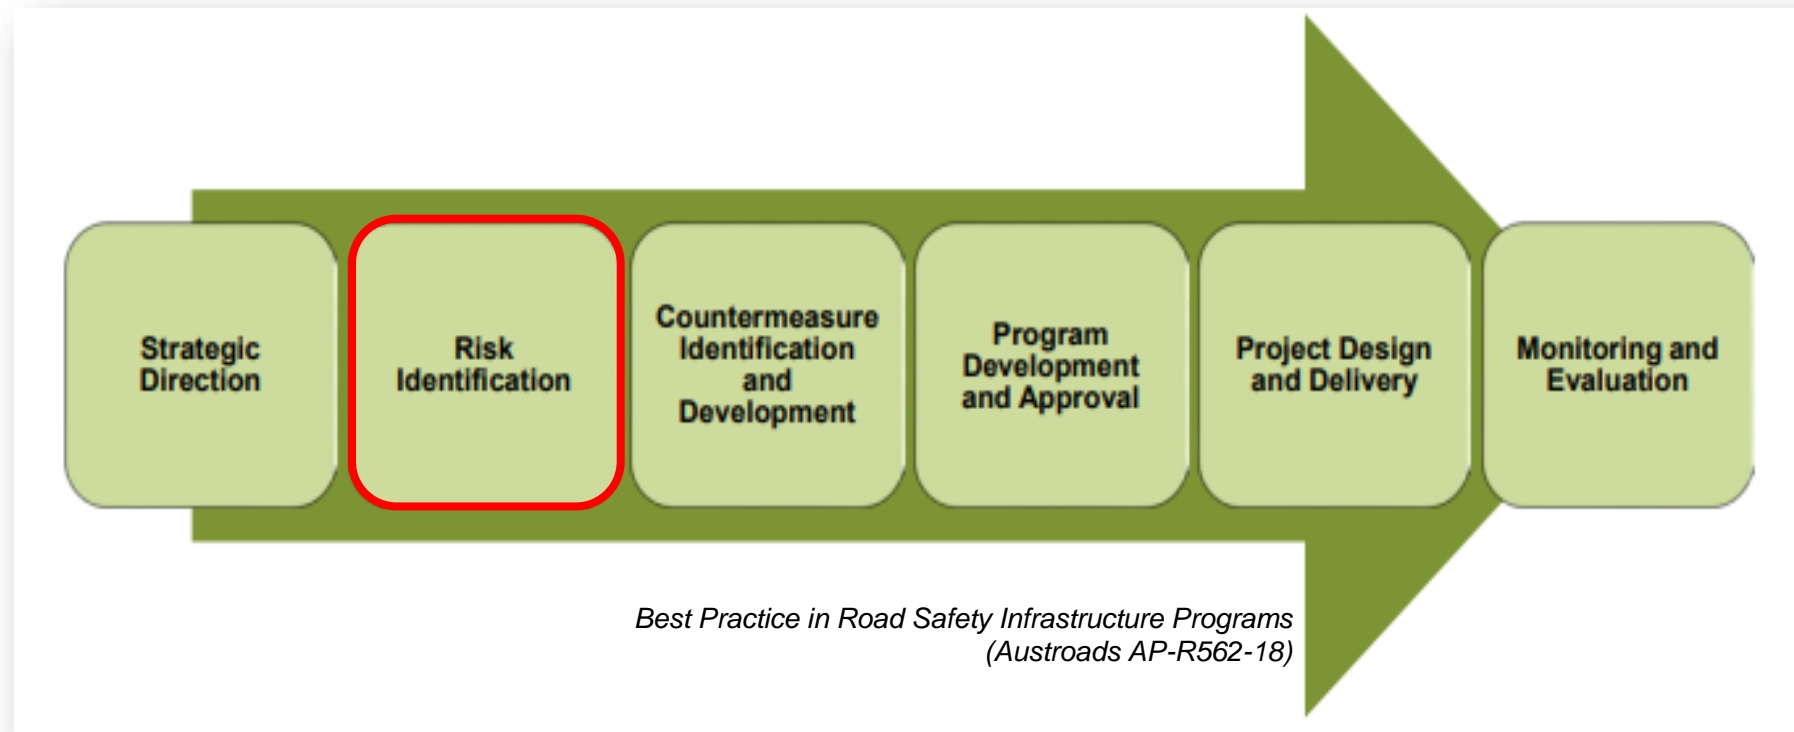 Strategic
Direction
Risk
Identification
Countermeasure
Identification
and
Development
Program
Development
and Approval
Project Design
and Delivery
Monitoring and
Evaluation
Best Practice in Road Safety Infrastructure Programs
(Austroads AP-R562-18)